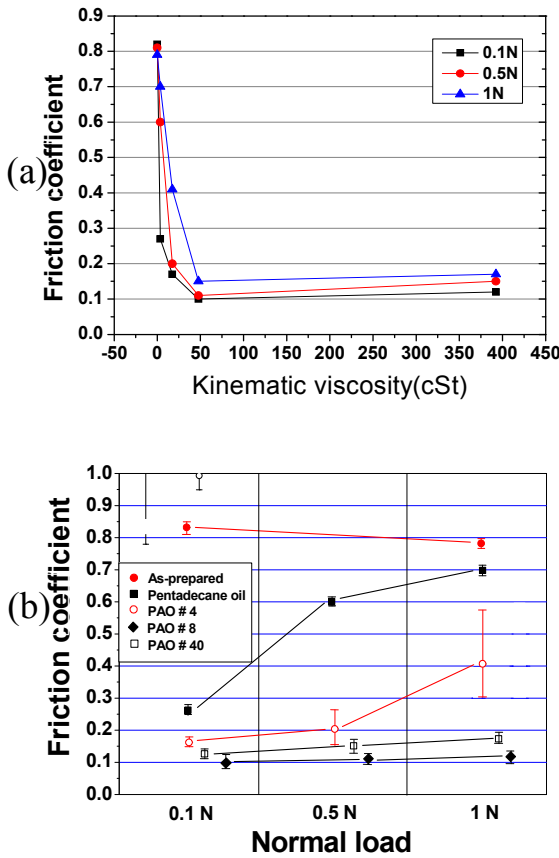 (a)
Friction coefficient
0.9
0.8
0.7
0.6
0.5
0.4
0.3
0.2
0.1
0.0
0.1N
0.5N
1N
-50 0 50 100 150 200 250 300 350 400 450
Kinematic viscosity(cSt)
(b)
Friction coefficient
1.0
0.9
0.8
0.7
0.6
0.5
0.4
0.3
0.2
0.1
0.0
As-prepared
Pentadecane oil
PAO # 4
PAO # 8
PAO # 40
0.1 N 0.5 N 1 N
Normal load